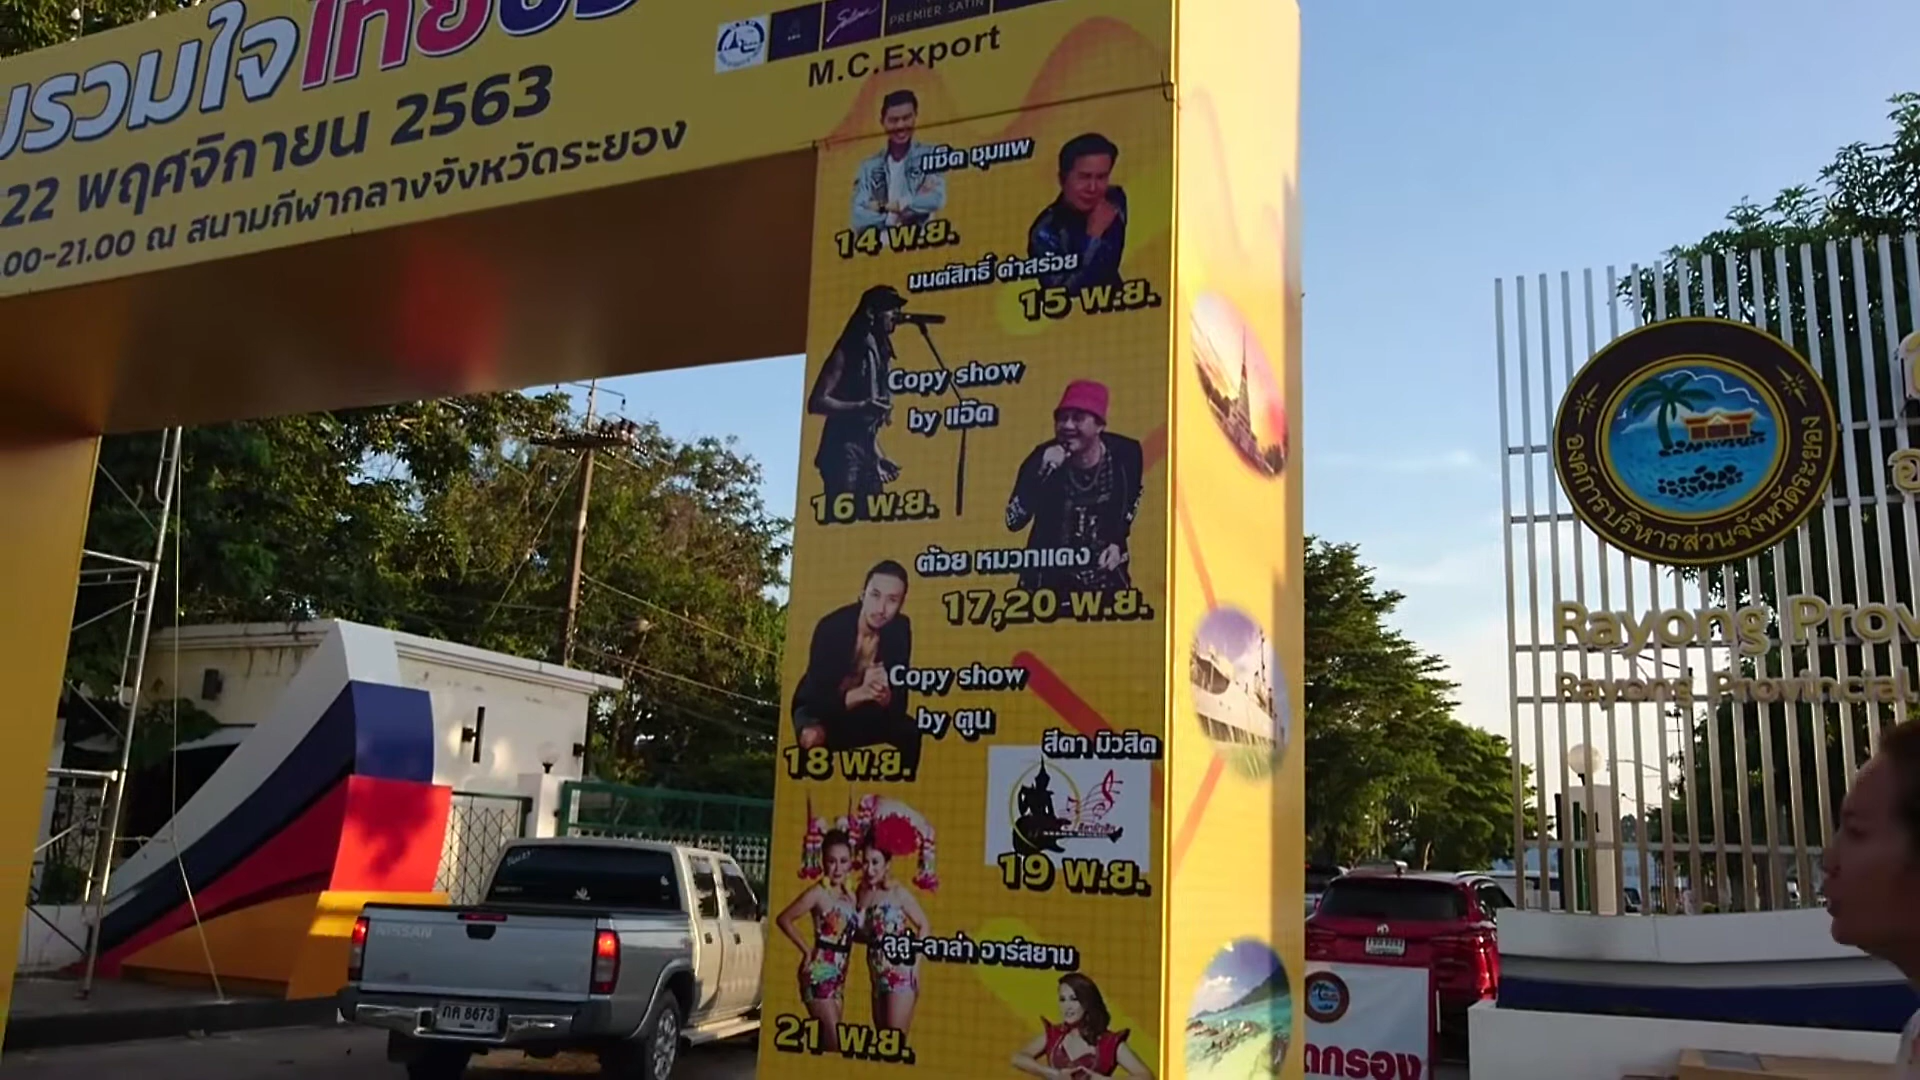 รวมใจไทย
22 พฤศจิกายน 2563
.00-21.00 ณ สนามกีฬากลางจังหวัดระยอง
PREMIER SATIN
M.C.Export
แซ็ค ชุมแพ
14 พ.ย.
มนต์สิทธิ์ คำสร้อย
15 พ.ย.
Copy show
by แอ๊ด
16 พ.ย.
ต้อย หมวกแดง
17,20 พ.ย.
Copy show
by ตูน
18 พ.ย.
สีดา มิวสิค
19 พ.ย.
ลูลู่-ลาล่า อาร์สยาม
21 พ.ย.
องค์การบริหารส่วนจังหวัดระยอง
Rayong Prov
Rayong Provincial
NISSAN
8673
ดกรอง